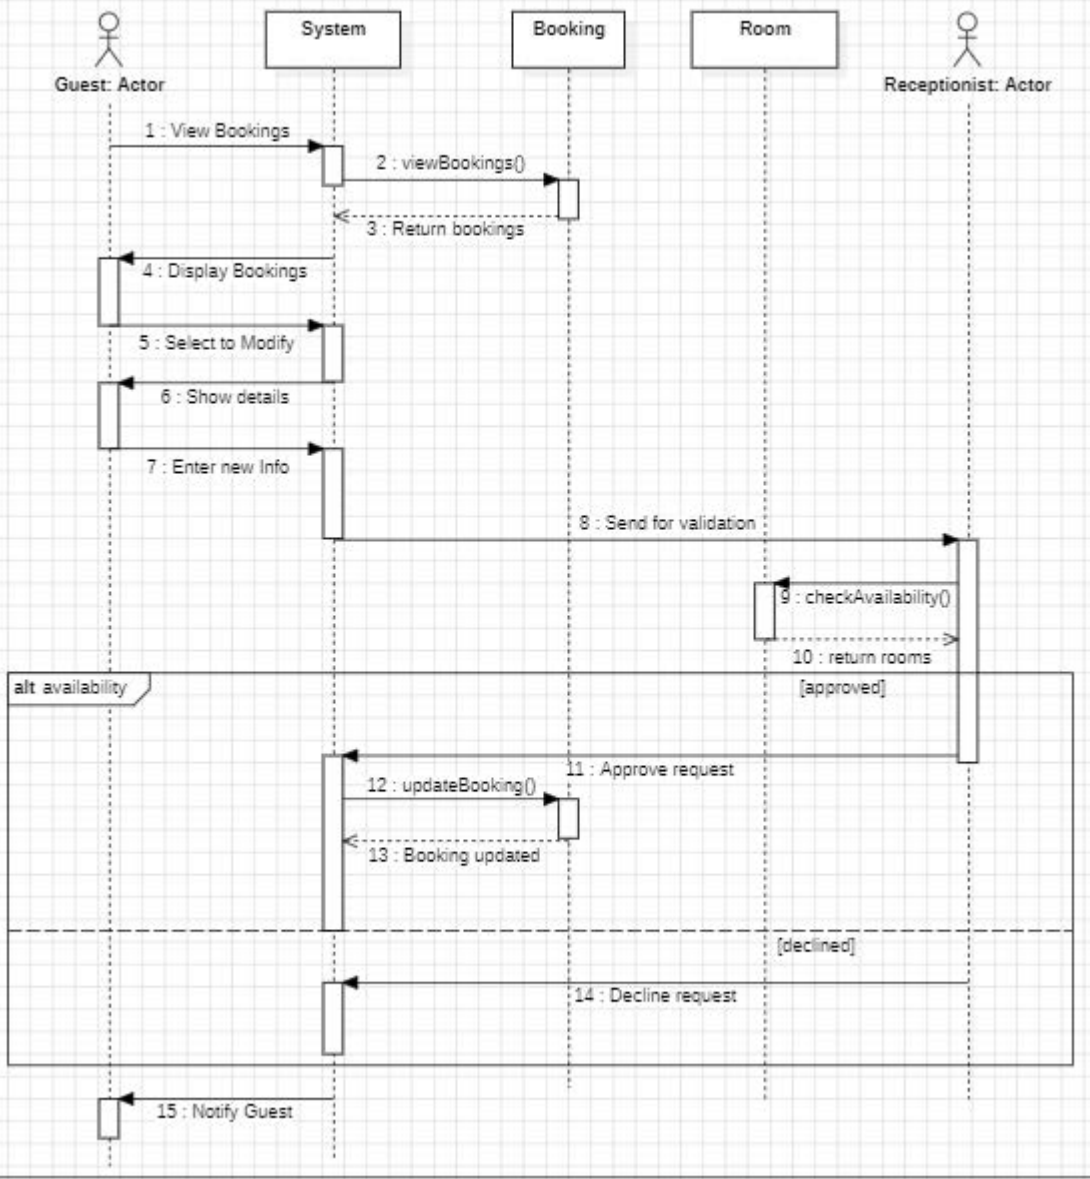 System
Booking
Room
Guest: Actor
Receptionist: Actor
1 : View Bookings
2 : viewBookings()
3 : Return bookings
4 : Display Bookings
5 : Select to Modify
6 : Show details
7 : Enter new Info
8 : Send for validation
9 : checkAvailability()
10 : return rooms
alt availability
[approved]
11 : Approve request
12 : updateBooking()
13 : Booking updated
[declined]
14 : Decline request
15 : Notify Guest